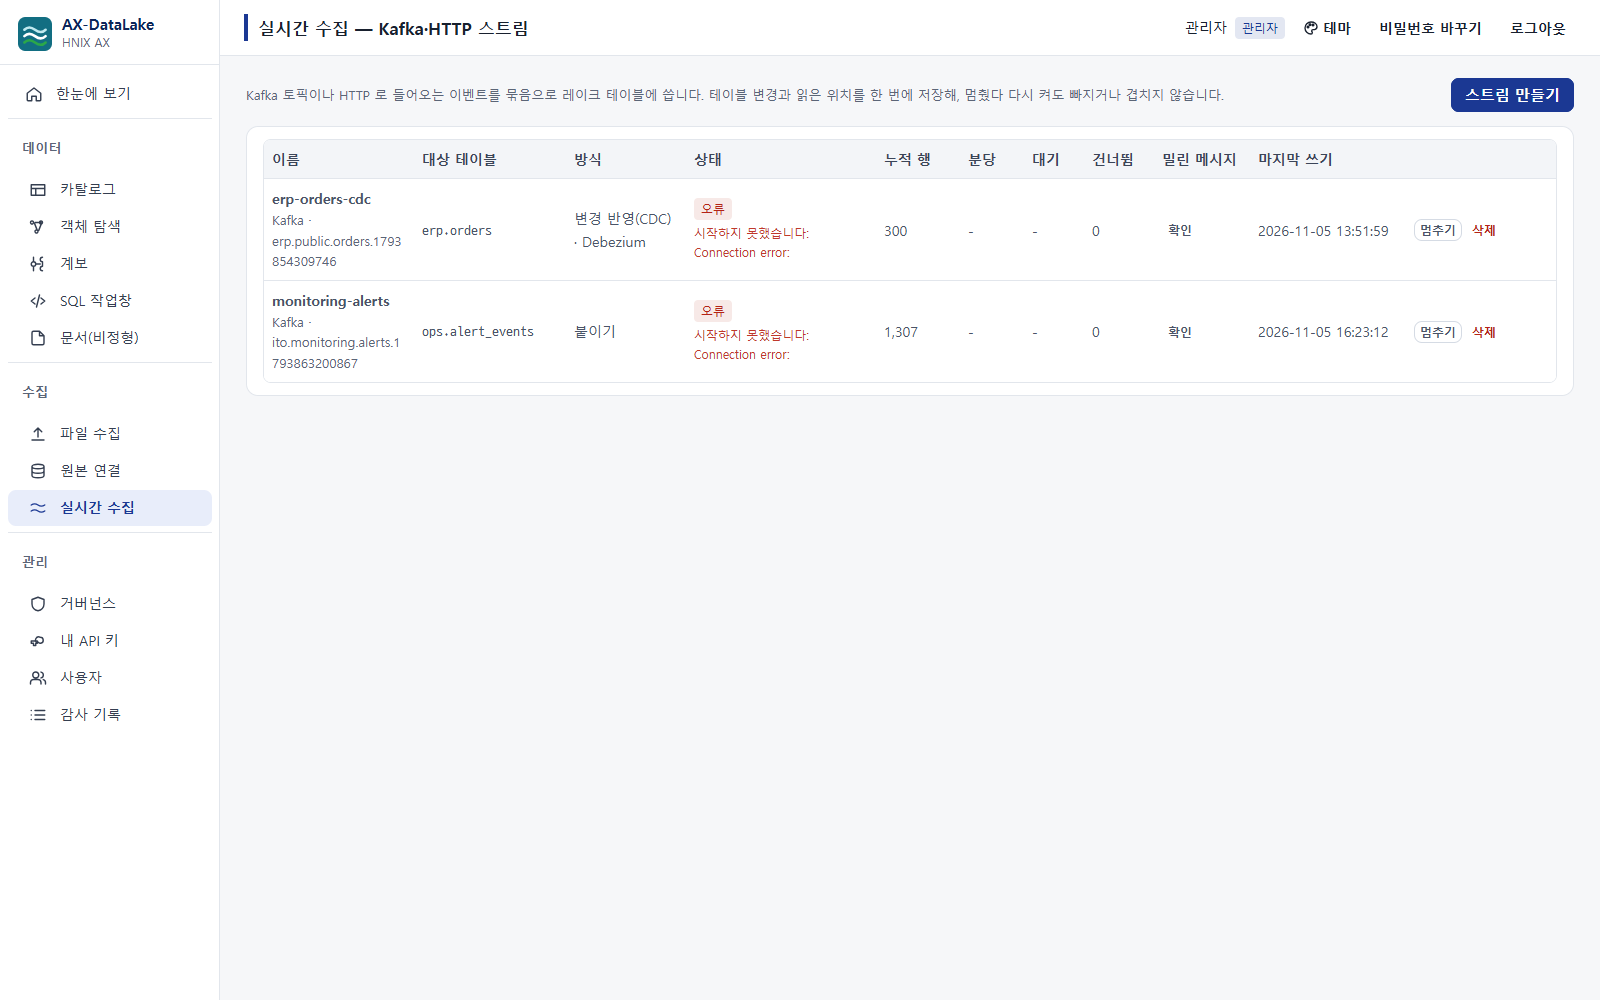 AX-DataLake
HNIX AX
한눈에 보기
데이터
카탈로그
객체 탐색
계보
SQL 작업창
문서(비정형)
수집
파일 수집
원본 연결
실시간 수집
관리
거버넌스
내 API 키
사용자
감사 기록
실시간 수집 — Kafka·HTTP 스트림
관리자 관리자 테마 비밀번호 바꾸기 로그아웃
Kafka 토픽이나 HTTP 로 들어오는 이벤트를 묶음으로 레이크 테이블에 씁니다. 테이블 변경과 읽은 위치를 한 번에 저장해, 멈췄다 다시 켜도 빠지거나 겹치지 않습니다.
스트림 만들기
이름 대상 테이블 방식 상태 누적 행 분당 대기 건너뜀 밀린 메시지 마지막 쓰기
erp-orders-cdc
Kafka ·
erp.public.orders.1793
854309746
erp.orders
변경 반영(CDC)
· Debezium
오류
시작하지 못했습니다:
Connection error:
300 - - 0 확인 2026-11-05 13:51:59 멈추기 삭제
monitoring-alerts
Kafka ·
ito.monitoring.alerts.1
793863200867
ops.alert_events
붙이기
오류
시작하지 못했습니다:
Connection error:
1,307 - - 0 확인 2026-11-05 16:23:12 멈추기 삭제